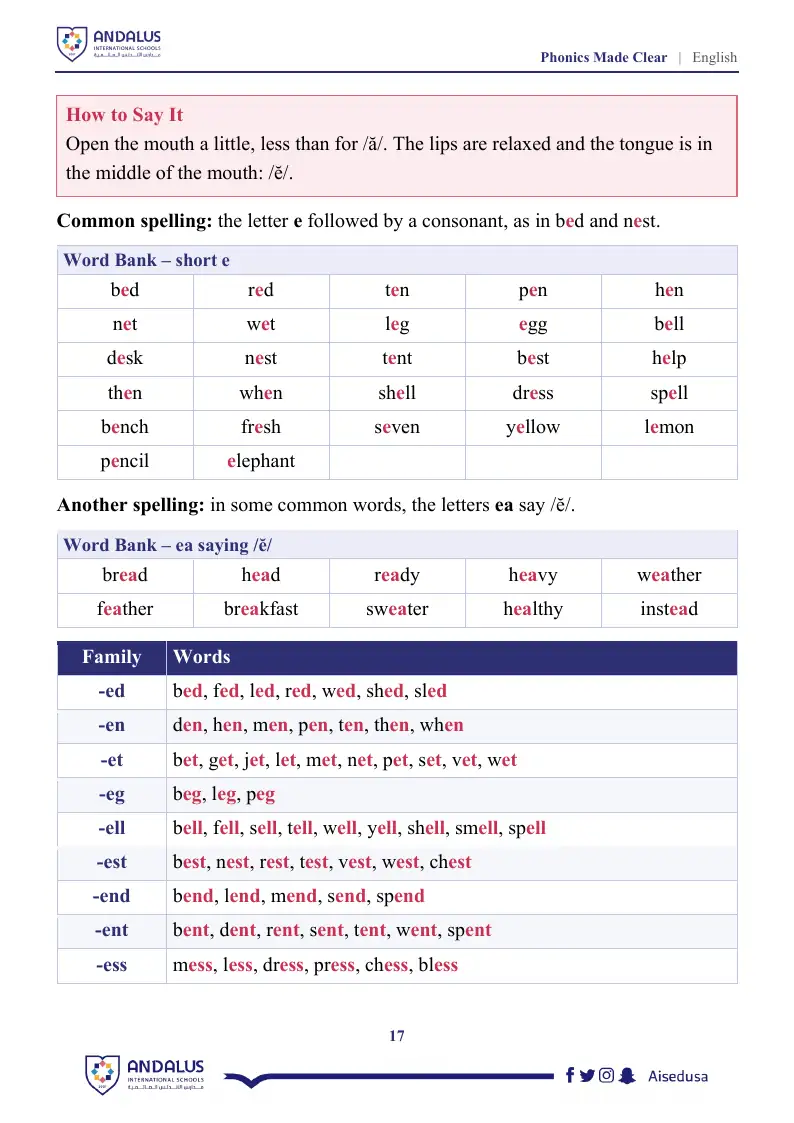 ANDALUS
INTERNATIONAL SCHOOLS
Phonics Made Clear | English
How to Say It
Open the mouth a little, less than for /ă/. The lips are relaxed and the tongue is in
the middle of the mouth: /ĕ/.
Common spelling: the letter e followed by a consonant, as in bed and nest.
Word Bank – short e
bed red ten pen hen
net wet leg egg bell
desk nest tent best help
then when shell dress spell
bench fresh seven yellow lemon
pencil elephant
Another spelling: in some common words, the letters ea say /ĕ/.
Word Bank – ea saying /ĕ/
bread head ready heavy weather
feather breakfast sweater healthy instead
Family Words
-ed bed, fed, led, red, wed, shed, sled
-en den, hen, men, pen, ten, then, when
-et bet, get, jet, let, met, net, pet, set, vet, wet
-eg beg, leg, peg
-ell bell, fell, sell, tell, well, yell, shell, smell, spell
-est best, nest, rest, test, vest, west, chest
-end bend, lend, mend, send, spend
-ent bent, dent, rent, sent, tent, went, spent
-ess mess, less, dress, press, chess, bless
17
ANDALUS
INTERNATIONAL SCHOOLS
مدارس الأندلس العالمية
Aisedusa